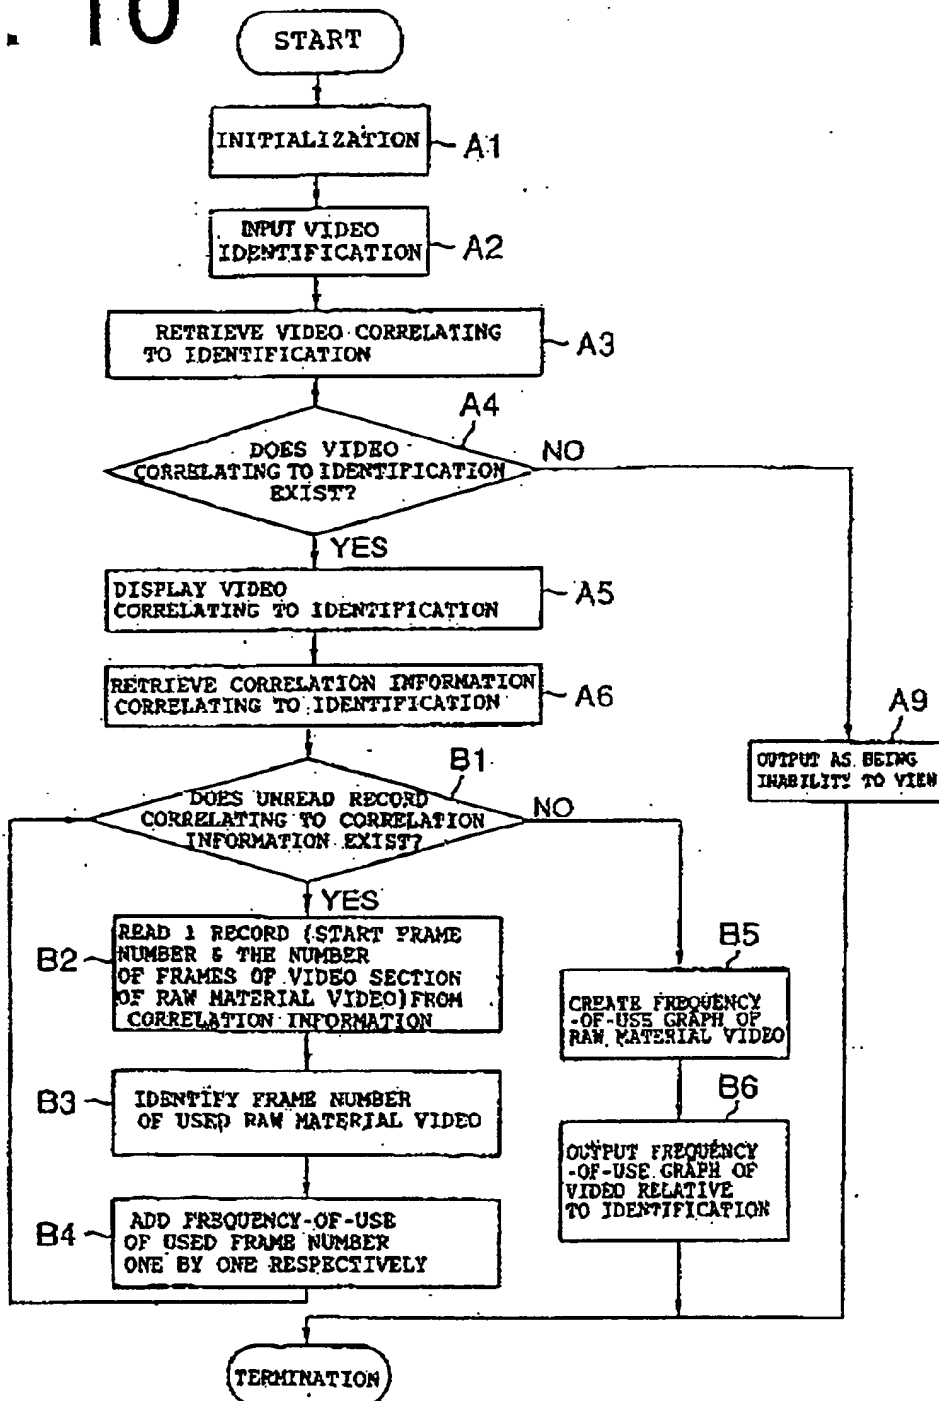 . 10
START
INITIALIZATION
A1
INPUT VIDEO
IDENTIFICATION
A2
RETRIEVE VIDEO CORRELATING
TO IDENTIFICATION
A3
A4
DOES VIDEO
CORRELATING TO IDENTIFICATION
EXIST?
NO
YES
DISPLAY VIDEO
CORRELATING TO IDENTIFICATION
A5
RETRIEVE CORRELATION INFORMATION
CORRELATING TO IDENTIFICATION
A6
A9
OUTPUT AS BEING
INABILITY TO VIEW
B1
DOES UNREAD RECORD
CORRELATING TO CORRELATION
INFORMATION EXIST?
NO
YES
B2
READ 1 RECORD (START FRAME
NUMBER & THE NUMBER
OF FRAMES OF VIDEO SECTION
OF RAW MATERIAL VIDEO) FROM
CORRELATION INFORMATION
B3
IDENTIFY FRAME NUMBER
OF USED RAW MATERIAL VIDEO
B4
ADD FREQUENCY-OF-USE
OF USED FRAME NUMBER
ONE BY ONE RESPECTIVELY
B5
CREATE FREQUENCY
-OF-USE GRAPH OF
RAW MATERIAL VIDEO
B6
OUTPUT FREQUENCY
-OF-USE GRAPH OF
VIDEO RELATIVE
TO IDENTIFICATION
TERMINATION